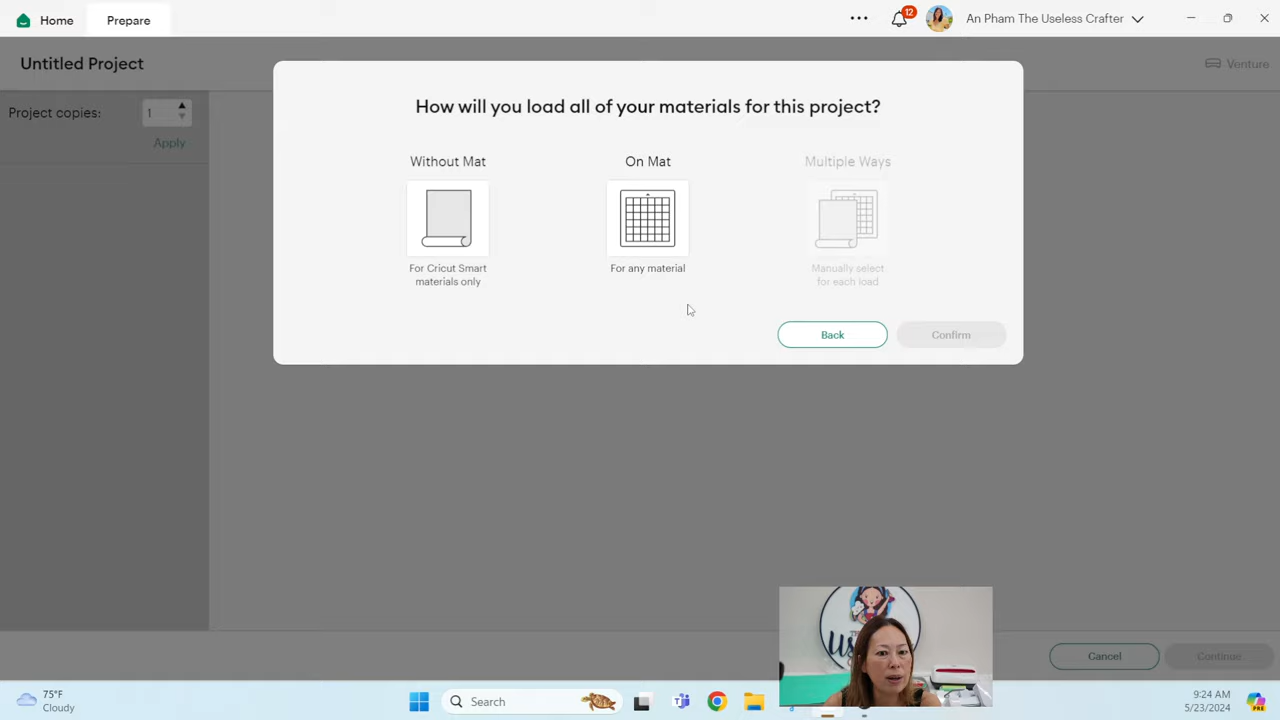 Home
Prepare
12
An Pham The Useless Crafter
Untitled Project
Venture
Project copies:
1
Apply
How will you load all of your materials for this project?
Without Mat
On Mat
Multiple Ways
For Cricut Smart
materials only
For any material
Manually select
for each load
Back
Confirm
Cancel
Continue
75°F
Cloudy
Search
9:24 AM
5/23/2024